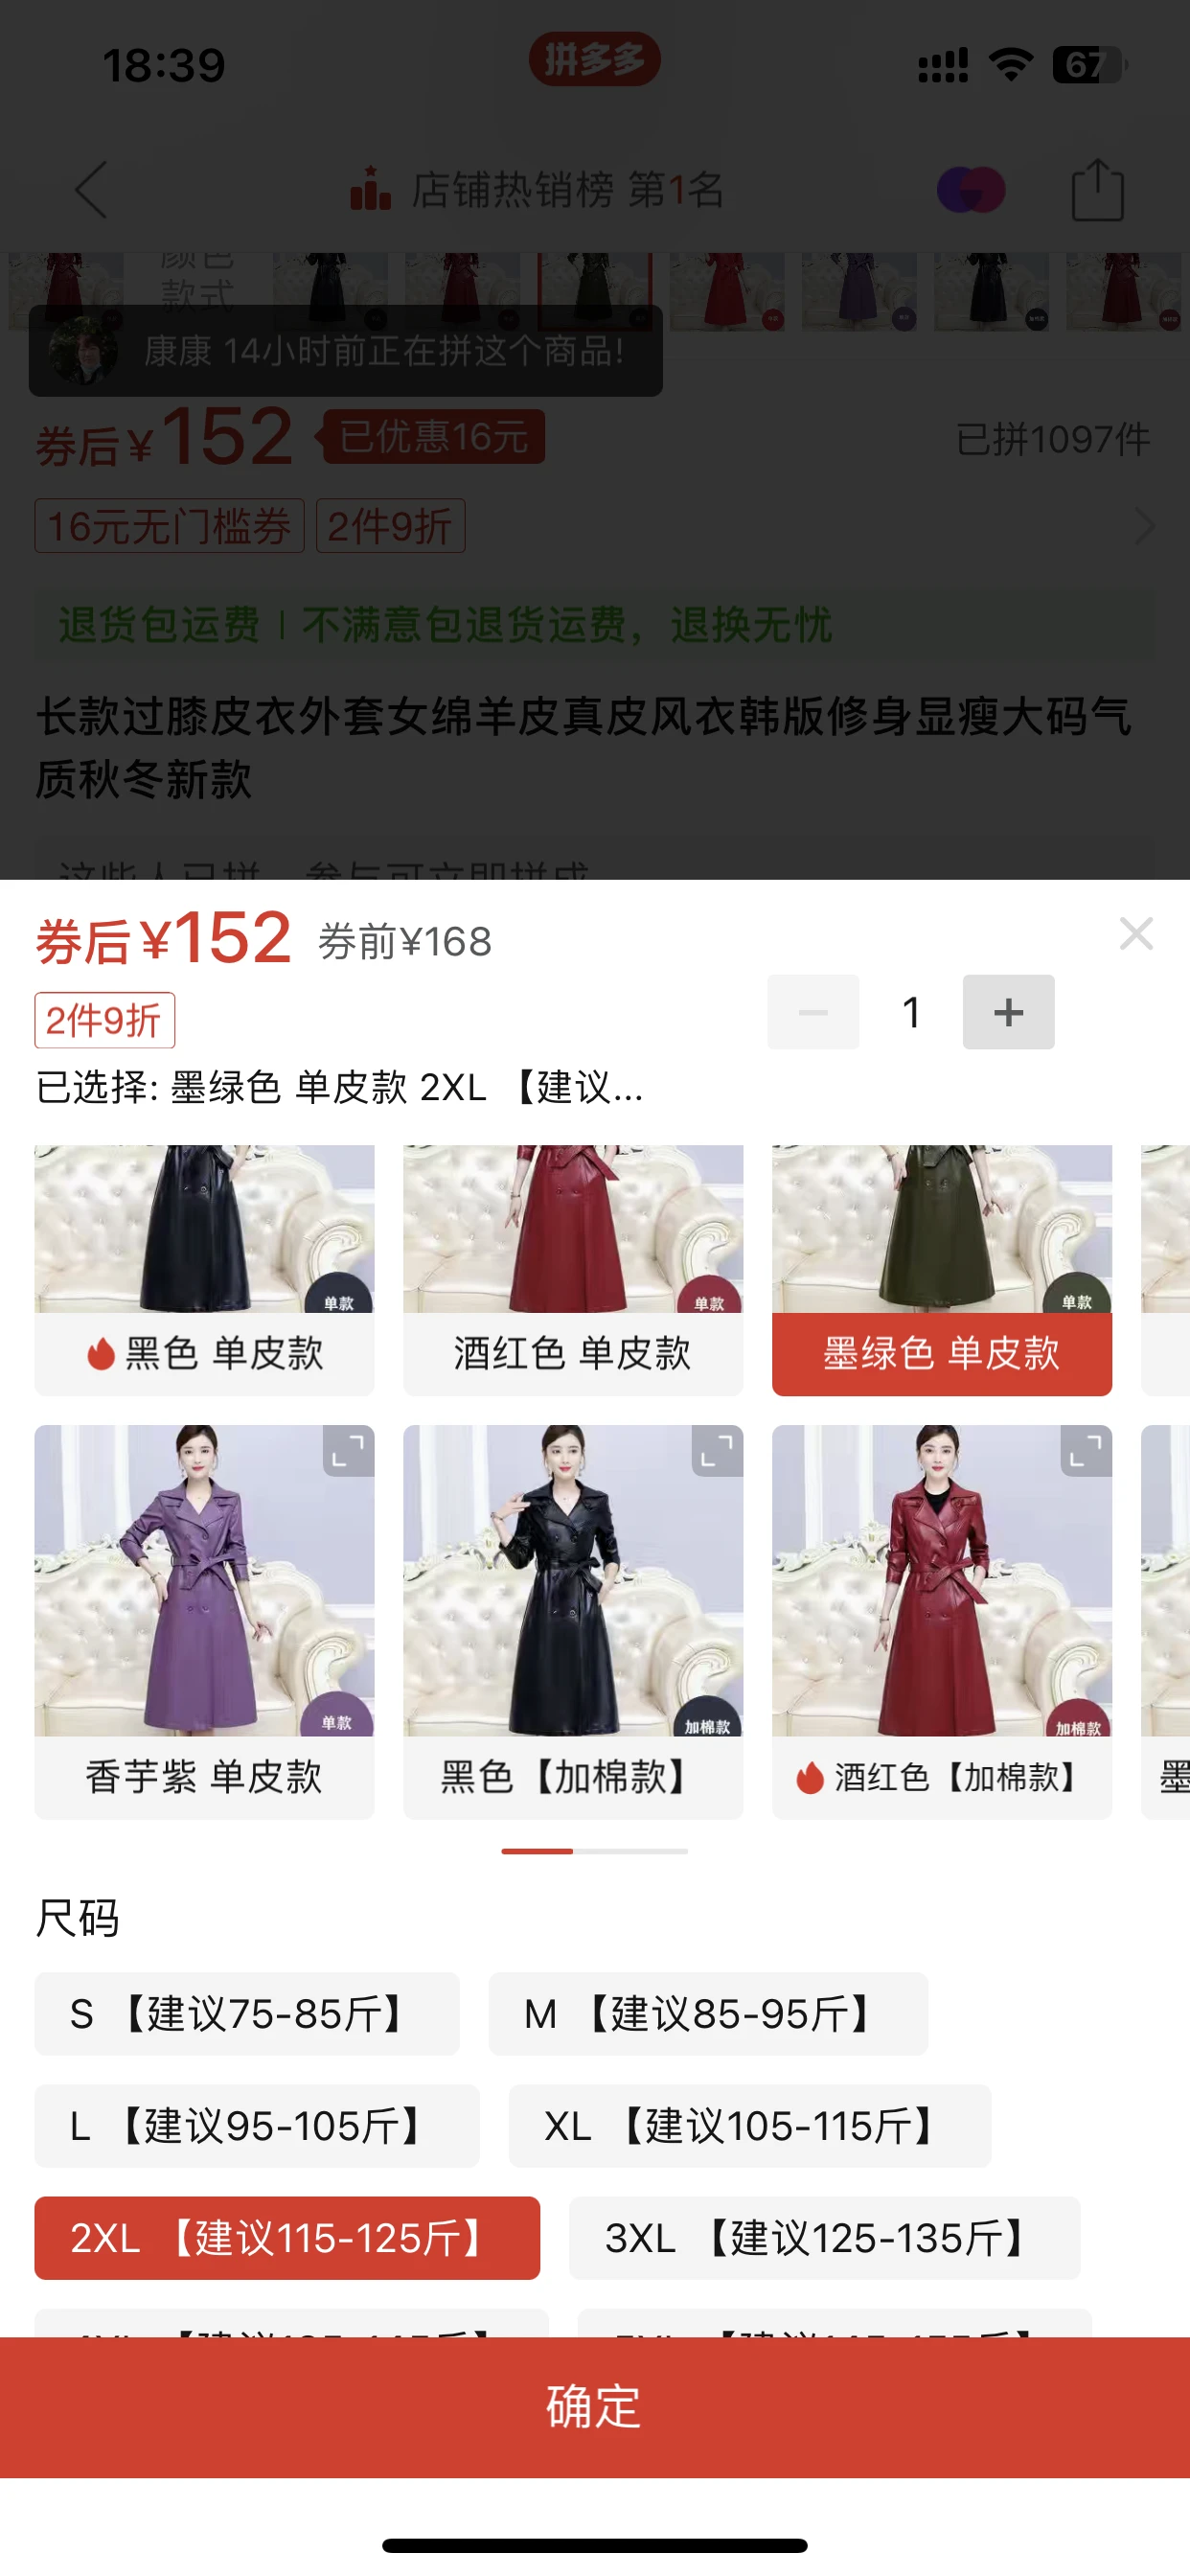 18:39
拼多多
67
店铺热销榜 第1名
颜色
款式
康康 14小时前正在拼这个商品!
券后¥152 已优惠16元
已拼1097件
16元无门槛券 2件9折
退货包运费 | 不满意包退货运费，退换无忧
长款过膝皮衣外套女绵羊皮真皮风衣韩版修身显瘦大码气
质秋冬新款
这些人已拼，参与可立即拼成
券后¥152 券前¥168
2件9折
1
已选择: 墨绿色 单皮款 2XL 【建议...
单款
单款
单款
黑色 单皮款
酒红色 单皮款
墨绿色 单皮款
单款
加棉款
加棉款
香芋紫 单皮款
黑色【加棉款】
酒红色【加棉款】
墨
尺码
S 【建议75-85斤】
M 【建议85-95斤】
L 【建议95-105斤】
XL 【建议105-115斤】
2XL 【建议115-125斤】
3XL 【建议125-135斤】
确定